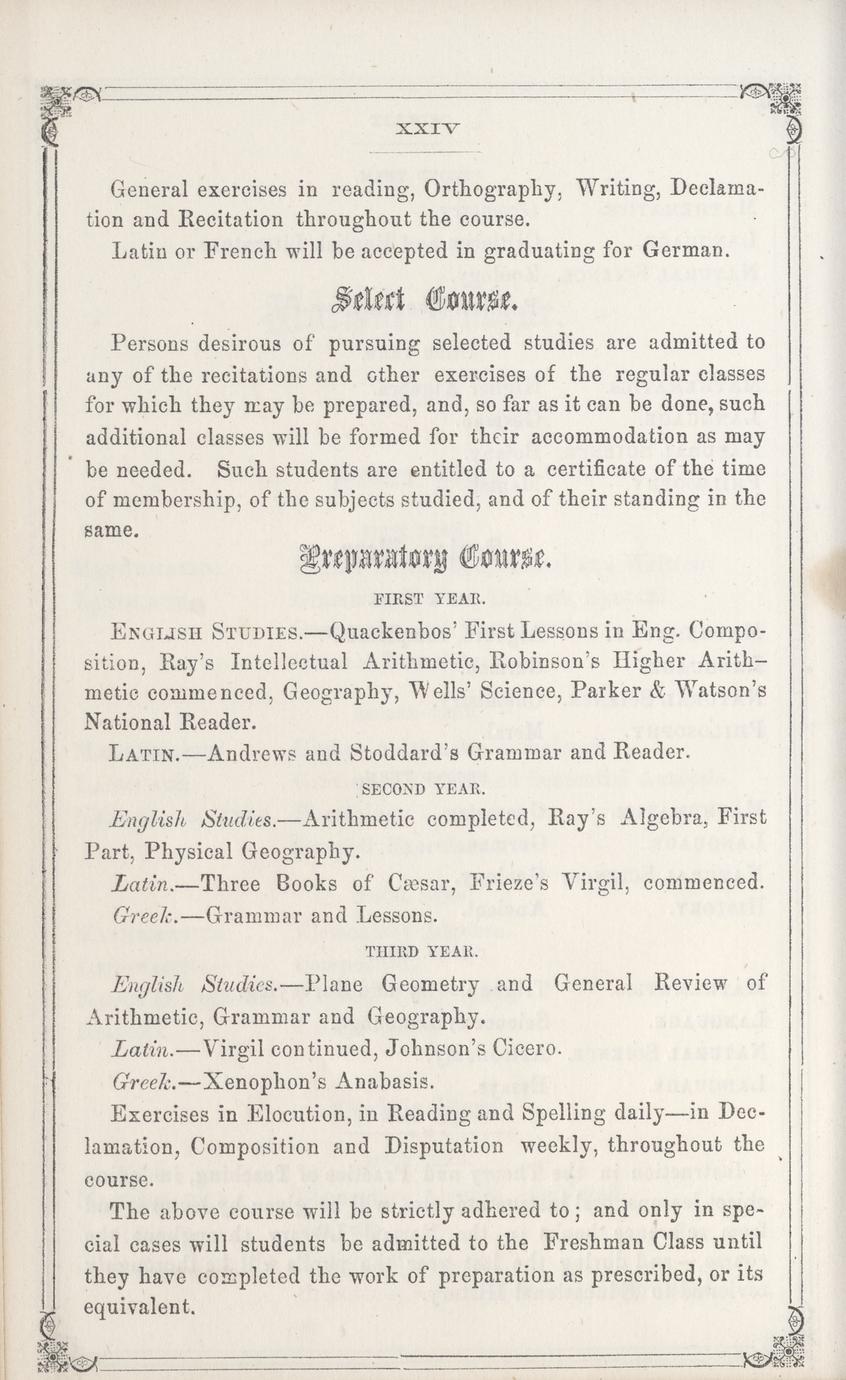 XXIV
General exercises in reading, Orthography, Writing, Declama-
tion and Recitation throughout the course.
Latin or French will be accepted in graduating for German.
Select Course.
Persons desirous of pursuing selected studies are admitted to
any of the recitations and other exercises of the regular classes
for which they may be prepared, and, so far as it can be done, such
additional classes will be formed for their accommodation as may
be needed. Such students are entitled to a certificate of the time
of membership, of the subjects studied, and of their standing in the
same.
Preparatory Course.
FIRST YEAR.
ENGLISH STUDIES.—Quackenbos' First Lessons in Eng. Compo-
sition, Ray's Intellectual Arithmetic, Robinson's Higher Arith-
metic commenced, Geography, Wells' Science, Parker & Watson's
National Reader.
LATIN.—Andrews and Stoddard's Grammar and Reader.
SECOND YEAR.
English Studies.—Arithmetic completed, Ray's Algebra, First
Part, Physical Geography.
Latin.—Three Books of Cæsar, Frieze's Virgil, commenced.
Greek.—Grammar and Lessons.
THIRD YEAR.
English Studies.—Plane Geometry and General Review of
Arithmetic, Grammar and Geography.
Latin.—Virgil continued, Johnson's Cicero.
Greek.—Xenophon's Anabasis.
Exercises in Elocution, in Reading and Spelling daily—in Dec-
lamation, Composition and Disputation weekly, throughout the
course.
The above course will be strictly adhered to; and only in spe-
cial cases will students be admitted to the Freshman Class until
they have completed the work of preparation as prescribed, or its
equivalent.